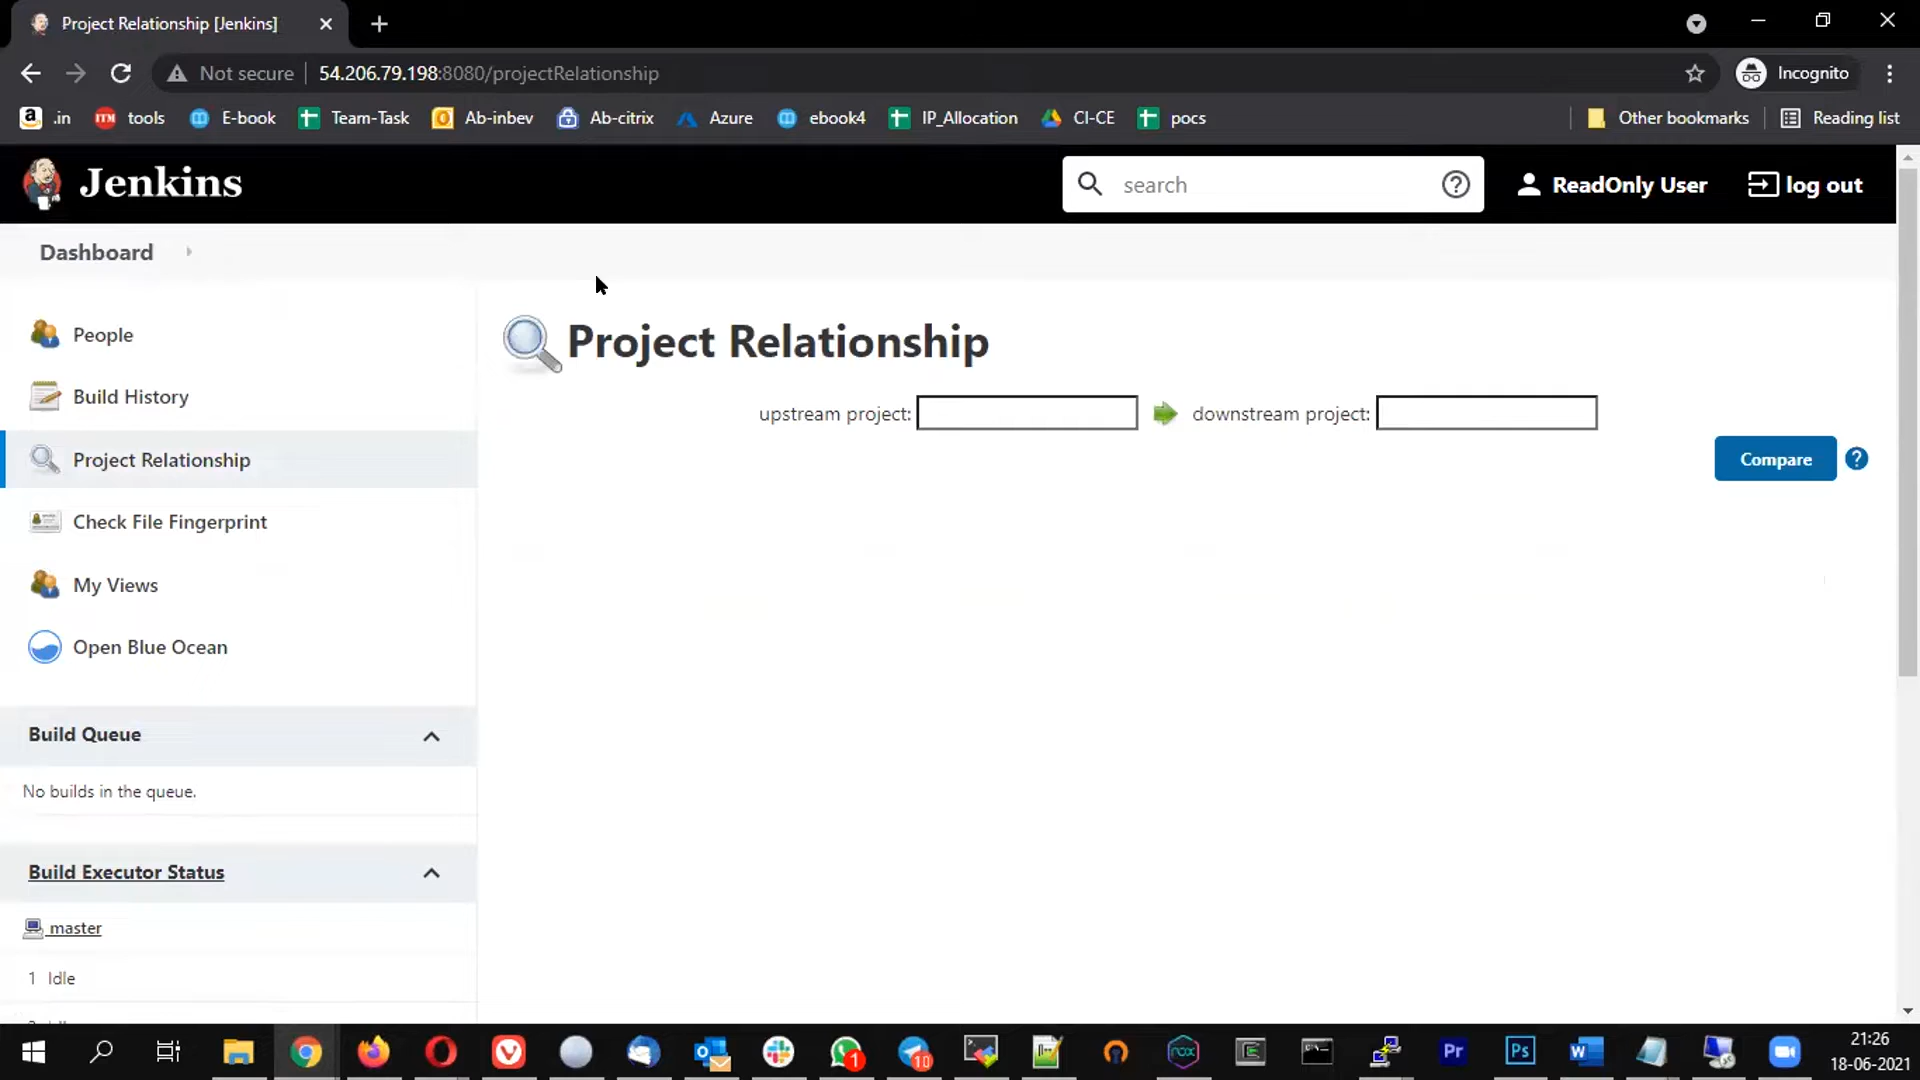 Project Relationship [Jenkins]
Not secure 54.206.79.198:8080/projectRelationship
Incognito
.in tools E-book Team-Task Ab-inbev Ab-citrix Azure ebook4 IP_Allocation CI-CE pocs Other bookmarks Reading list
Jenkins
search
ReadOnly User
log out
Dashboard
People
Build History
Project Relationship
Check File Fingerprint
My Views
Open Blue Ocean
Build Queue
No builds in the queue.
Build Executor Status
master
1 Idle
Project Relationship
upstream project: downstream project:
Compare
21:26
18-06-2021